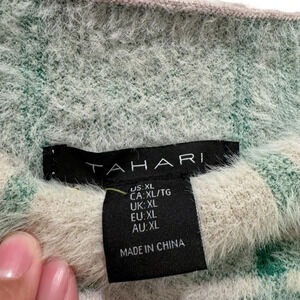 TAHARI
US: XL
CA: XL/TG
UK: XL
EU: XL
AU: XL
MADE IN CHINA